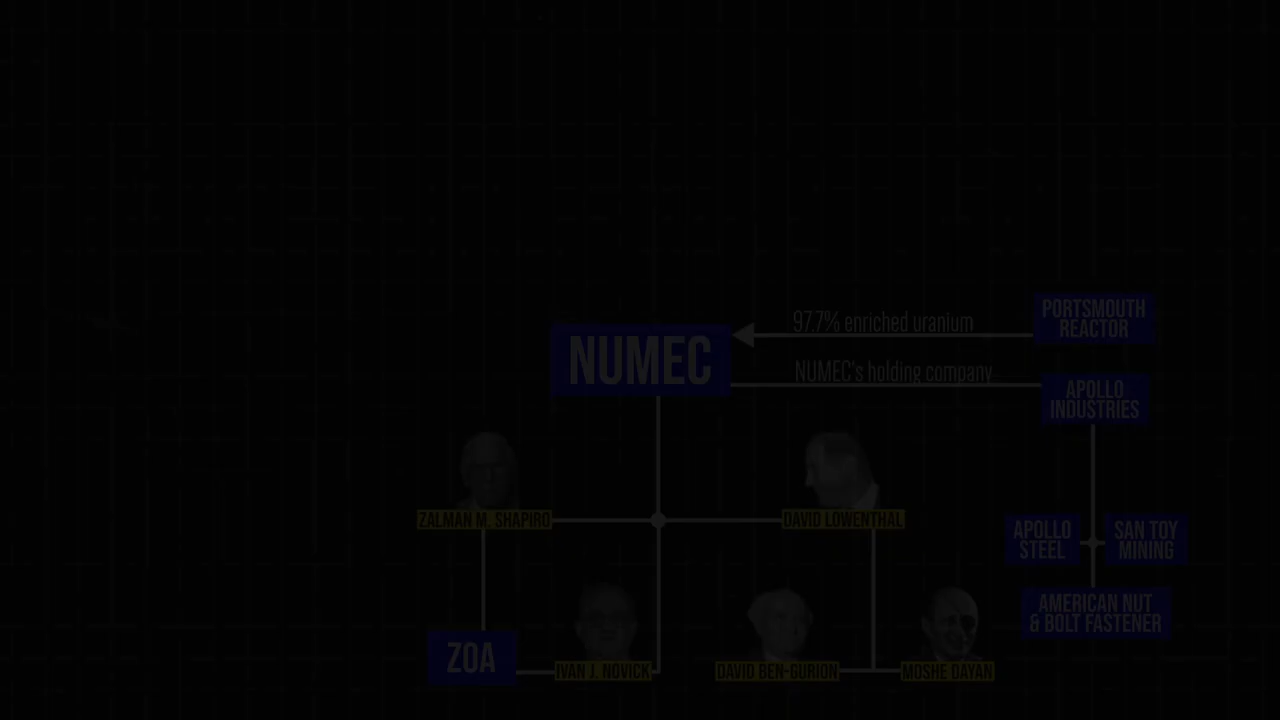 PORTSMOUTH
REACTOR
97.7% enriched uranium
NUMEC
NUMEC's holding company
APOLLO
INDUSTRIES
ZALMAN M. SHAPIRO
DAVID LOWENTHAL
APOLLO
STEEL
SAN TOY
MINING
AMERICAN NUT
& BOLT FASTENER
ZOA
IVAN J. NOVICK
DAVID BEN-GURION
MOSHE DAYAN